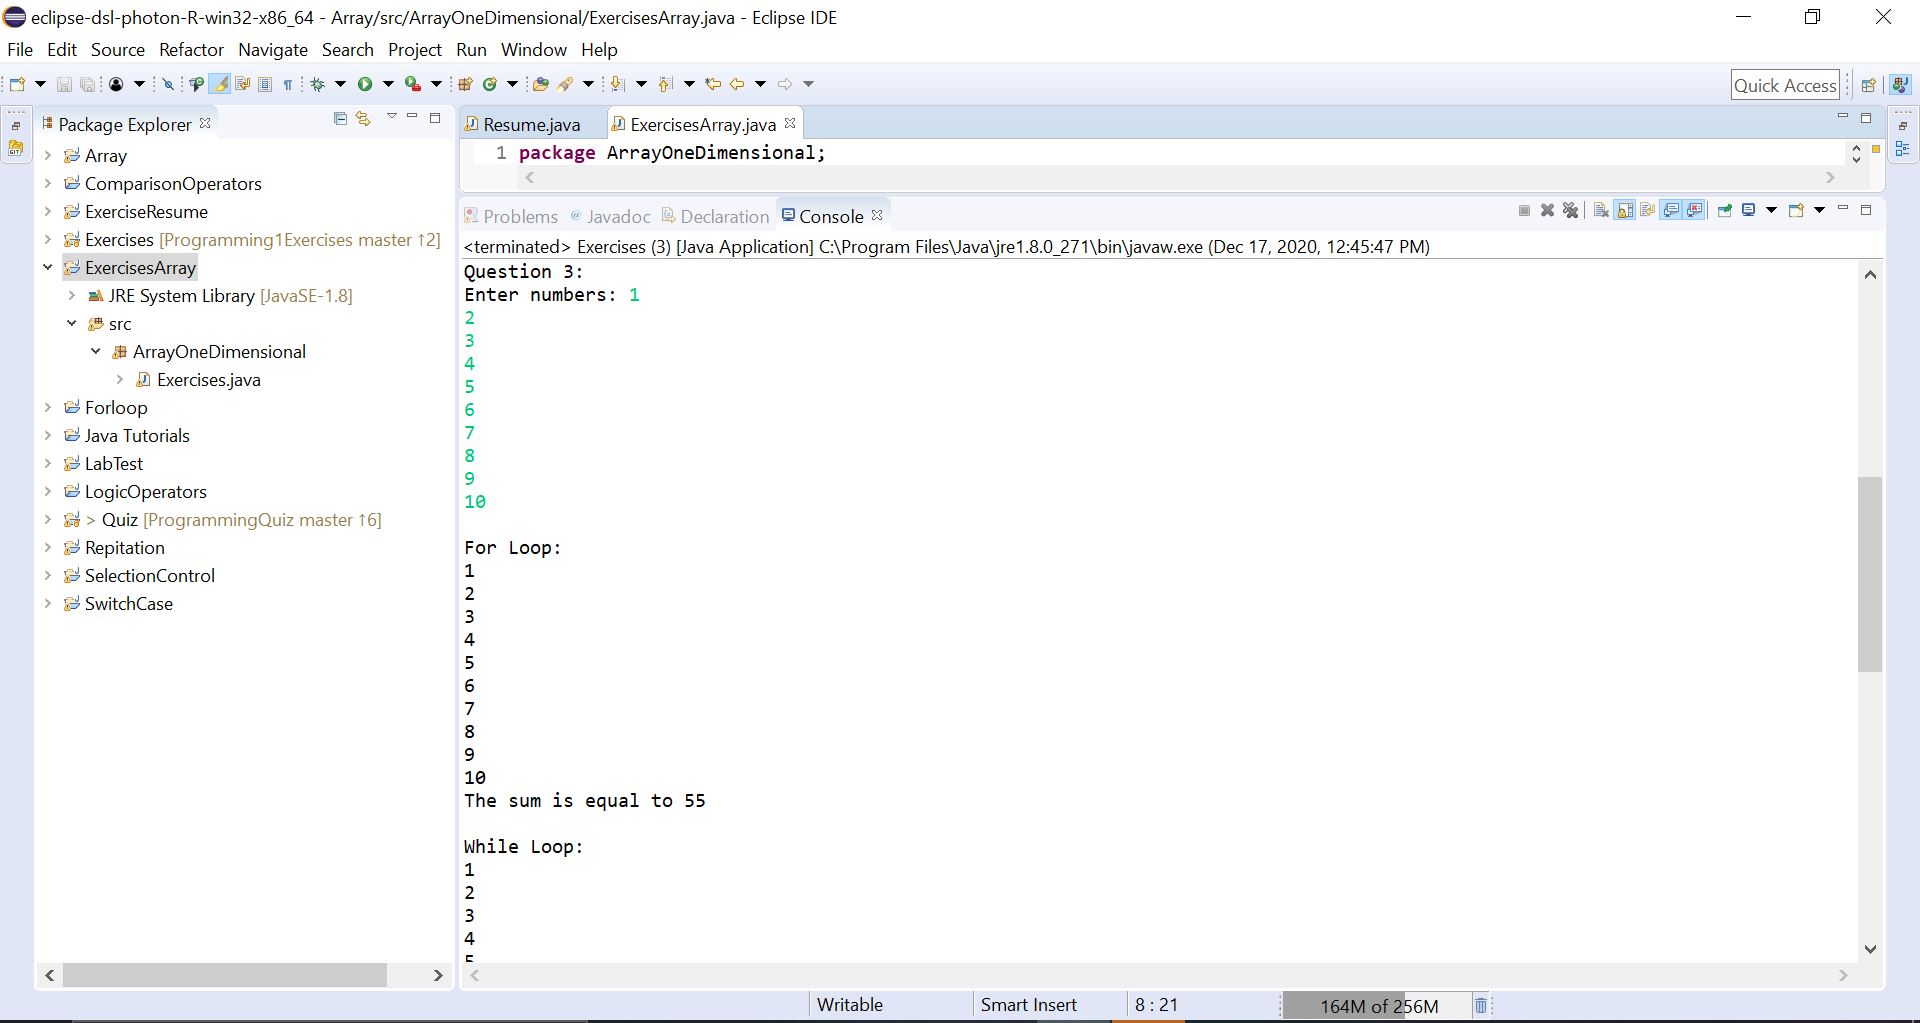 eclipse-dsl-photon-R-win32-x86_64 - Array/src/ArrayOneDimensional/ExercisesArray.java - Eclipse IDE
File Edit Source Refactor Navigate Search Project Run Window Help
Quick Access
Package Explorer
Array
ComparisonOperators
ExerciseResume
Exercises [Programming1Exercises master ↑2]
ExercisesArray
JRE System Library [JavaSE-1.8]
src
ArrayOneDimensional
Exercises.java
Forloop
Java Tutorials
LabTest
LogicOperators
> Quiz [ProgrammingQuiz master ↑6]
Repitation
SelectionControl
SwitchCase
Resume.java ExercisesArray.java
1 package ArrayOneDimensional;
Problems @ Javadoc Declaration Console
<terminated> Exercises (3) [Java Application] C:\Program Files\Java\jre1.8.0_271\bin\javaw.exe (Dec 17, 2020, 12:45:47 PM)
Question 3:
Enter numbers: 1
2
3
4
5
6
7
8
9
10
For Loop:
1
2
3
4
5
6
7
8
9
10
The sum is equal to 55
While Loop:
1
2
3
4
5
Writable Smart Insert 8 : 21 164M of 256M